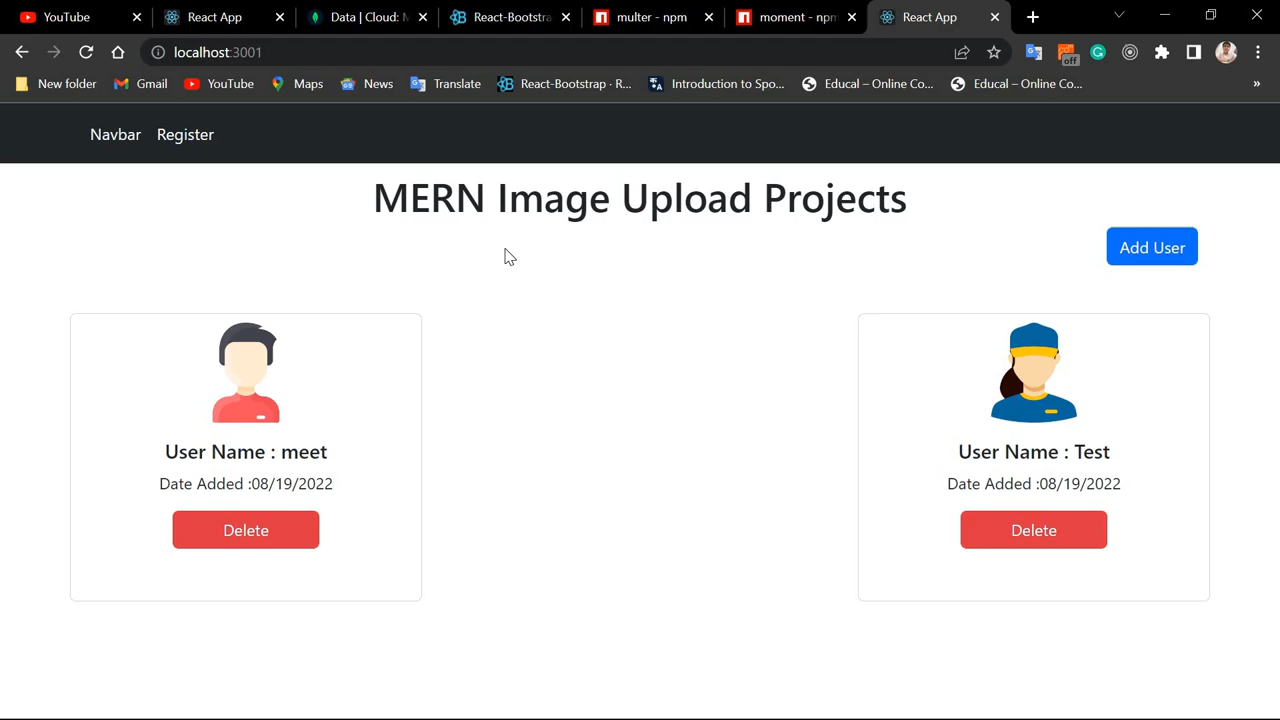 YouTube
React App
Data | Cloud: M
React-Bootstra
multer - npm
moment - npm
React App
localhost:3001
off
New folder
Gmail
YouTube
Maps
News
Translate
React-Bootstrap · R...
Introduction to Spo...
Educal – Online Co...
Educal – Online Co...
»
Navbar
Register
MERN Image Upload Projects
Add User
User Name : meet
Date Added :08/19/2022
Delete
User Name : Test
Date Added :08/19/2022
Delete